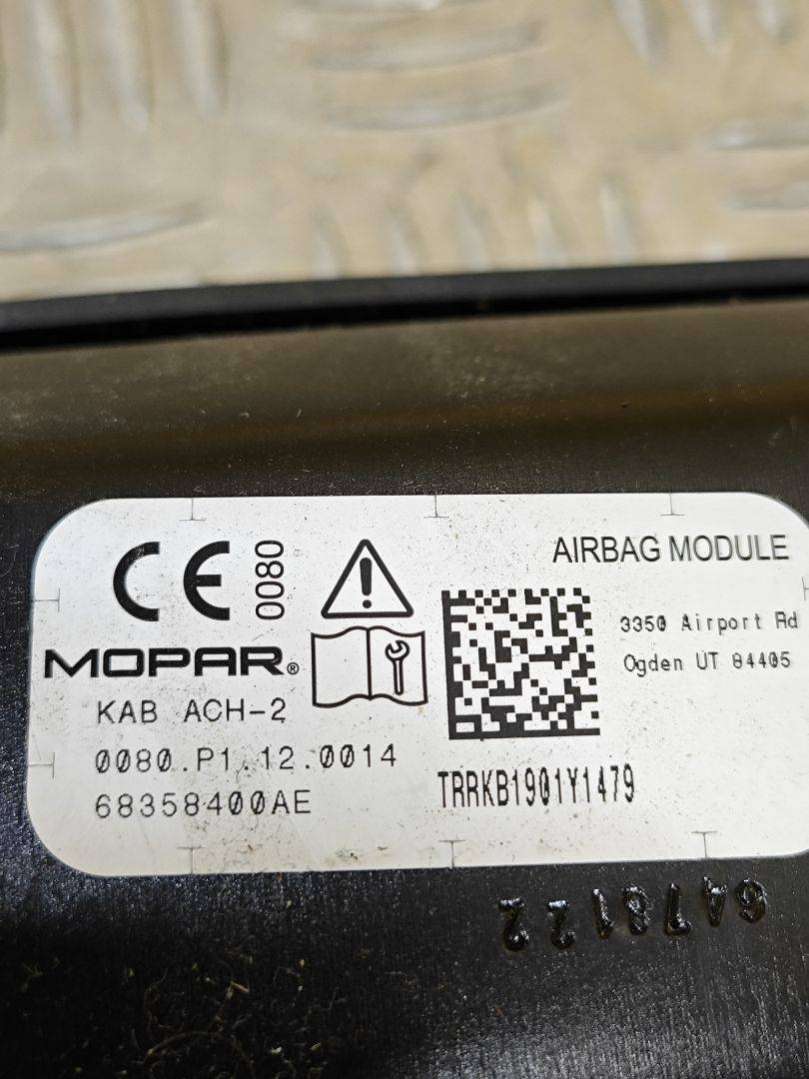 CE 0080
AIRBAG MODULE
3350 Airport Rd
Ogden UT 84405
MOPAR®
KAB ACH-2
0080.P1.12.0014
68358400AE
TRRKB1901Y1479
6478122